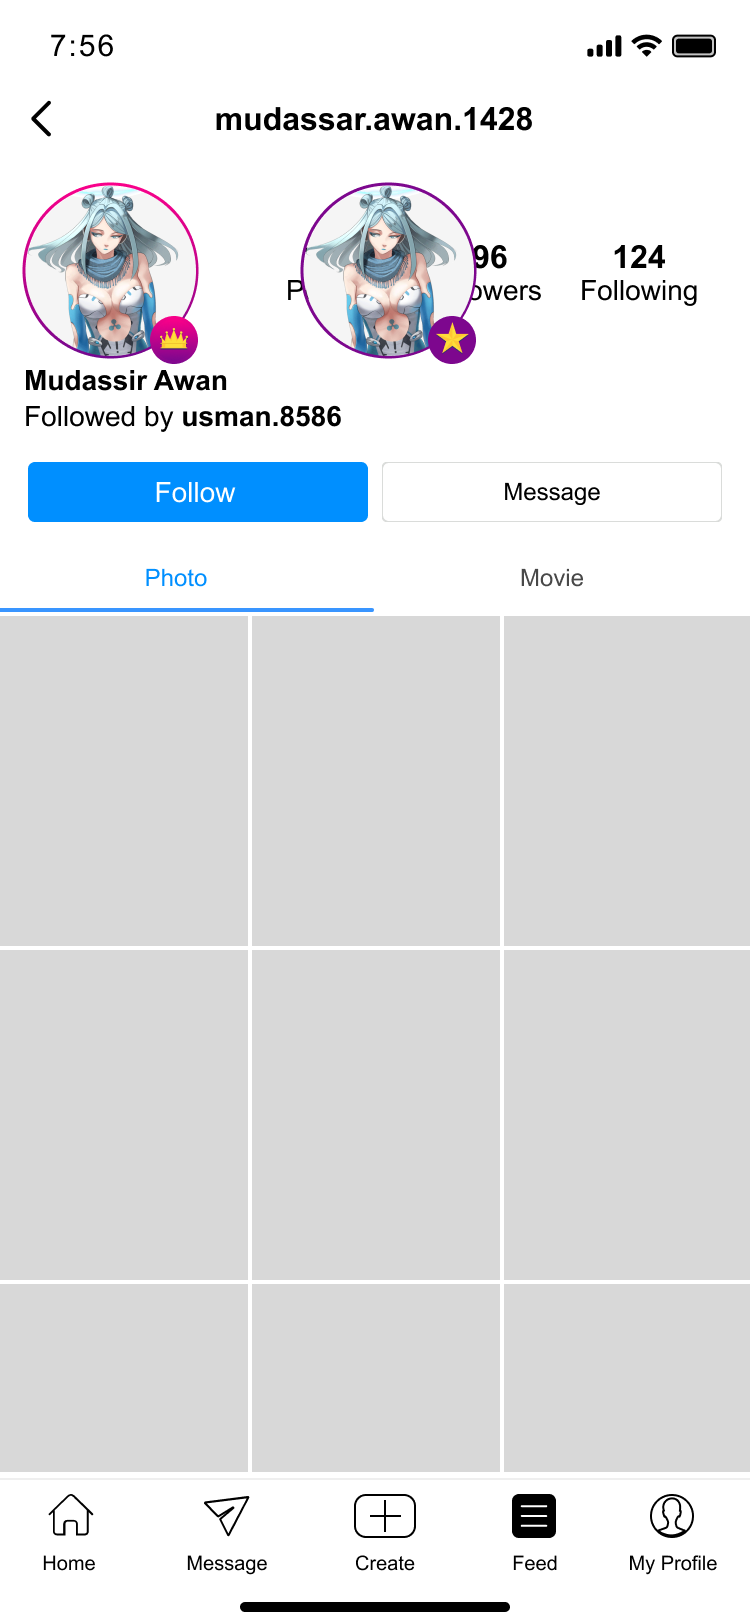 7:56
mudassar.awan.1428
96 124
Following
Mudassir Awan
Followed by usman.8586
Follow Message
Photo Movie
Home Message Create Feed My Profile